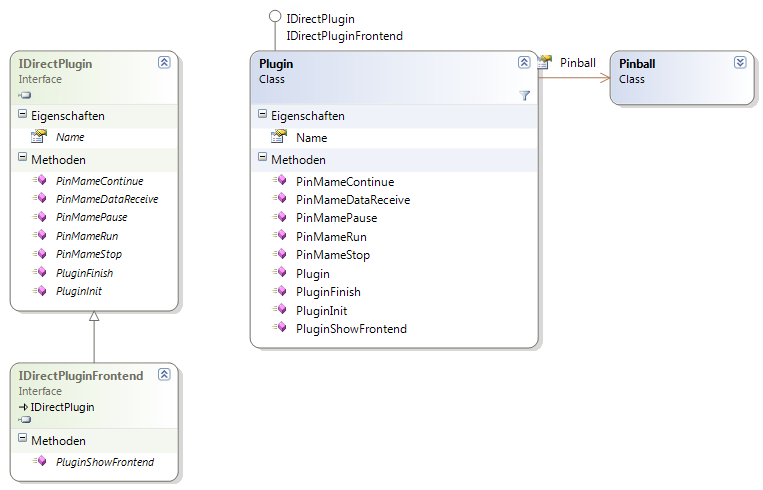 IDirectPlugin
Interface
Eigenschaften
Name
Methoden
PinMameContinue
PinMameDataReceive
PinMamePause
PinMameRun
PinMameStop
PluginFinish
PluginInit
IDirectPluginFrontend
Interface
IDirectPlugin
Methoden
PluginShowFrontend
IDirectPlugin
IDirectPluginFrontend
Plugin
Class
Eigenschaften
Name
Methoden
PinMameContinue
PinMameDataReceive
PinMamePause
PinMameRun
PinMameStop
Plugin
PluginFinish
PluginInit
PluginShowFrontend
Pinball
Pinball
Class